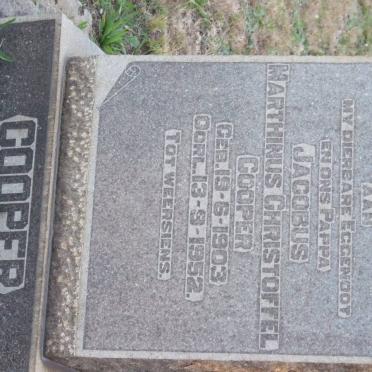 COOPER
MY DIERBARE EGGENOOT
EN ONS PAPPA
JACOBUS
MARTHINUS CHRISTOFFEL
COOPER
GEB. 19-6-1903
OORL. 13-9-1952.
TOT WEERSIENS